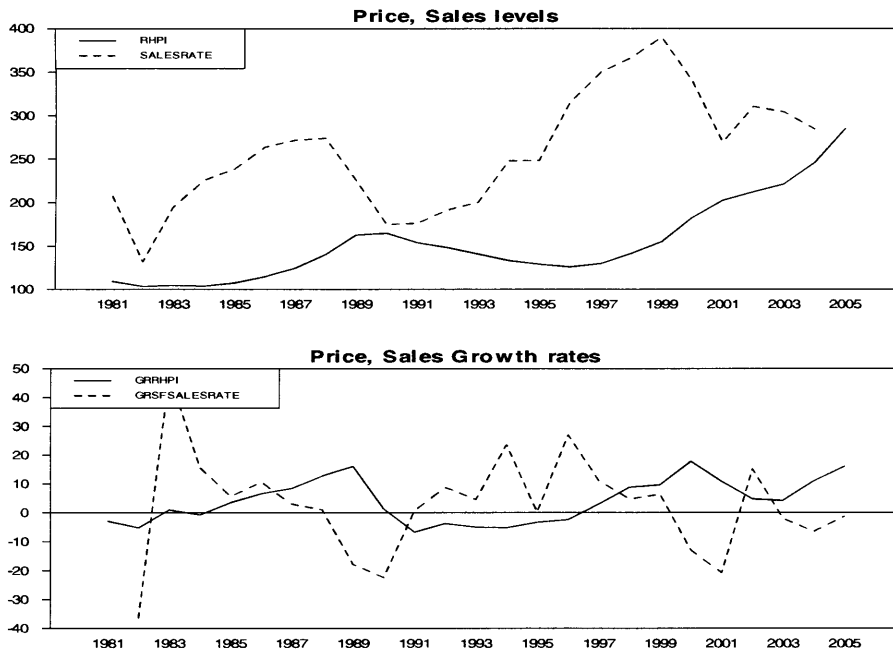 Price, Sales levels
RHPI
SALESRATE
400
350
300
250
200
150
100
1981 1983 1985 1987 1989 1991 1993 1995 1997 1999 2001 2003 2005
Price, Sales Growth rates
GRRHPI
GRSFSALESRATE
50
40
30
20
10
0
-10
-20
-30
-40
1981 1983 1985 1987 1989 1991 1993 1995 1997 1999 2001 2003 2005